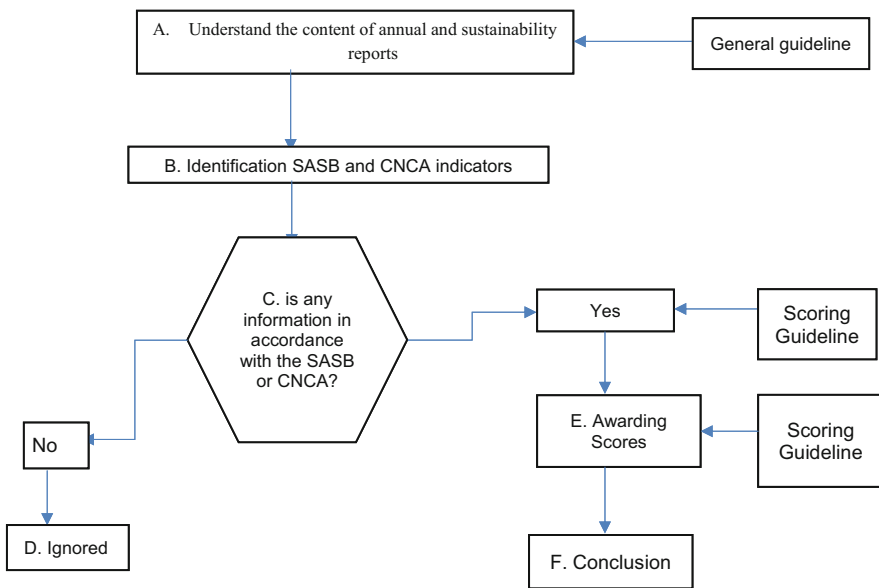 A. Understand the content of annual and sustainability
reports
General guideline
B. Identification SASB and CNCA indicators
C. is any
information in
accordance
with the SASB
or CNCA?
Yes
Scoring
Guideline
No
E. Awarding
Scores
Scoring
Guideline
D. Ignored
F. Conclusion